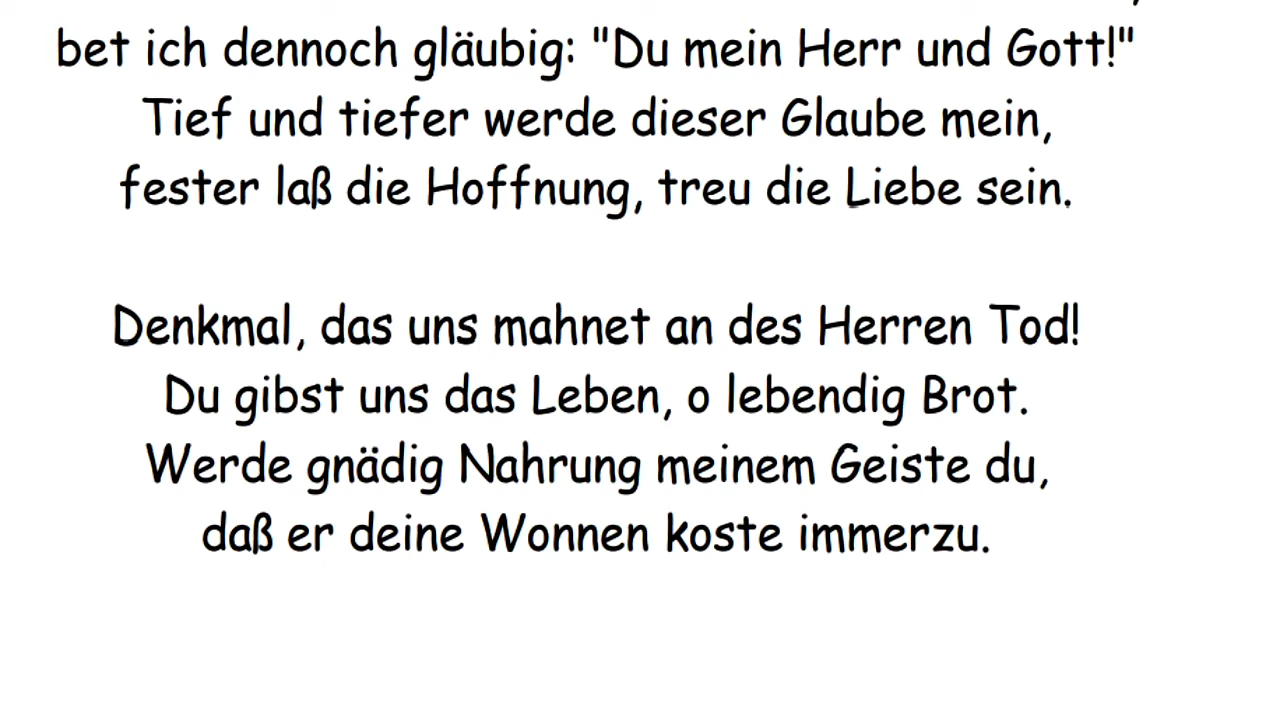 bet ich dennoch gläubig: "Du mein Herr und Gott!"
Tief und tiefer werde dieser Glaube mein,
fester laß die Hoffnung, treu die Liebe sein.
Denkmal, das uns mahnet an des Herren Tod!
Du gibst uns das Leben, o lebendig Brot.
Werde gnädig Nahrung meinem Geiste du,
daß er deine Wonnen koste immerzu.